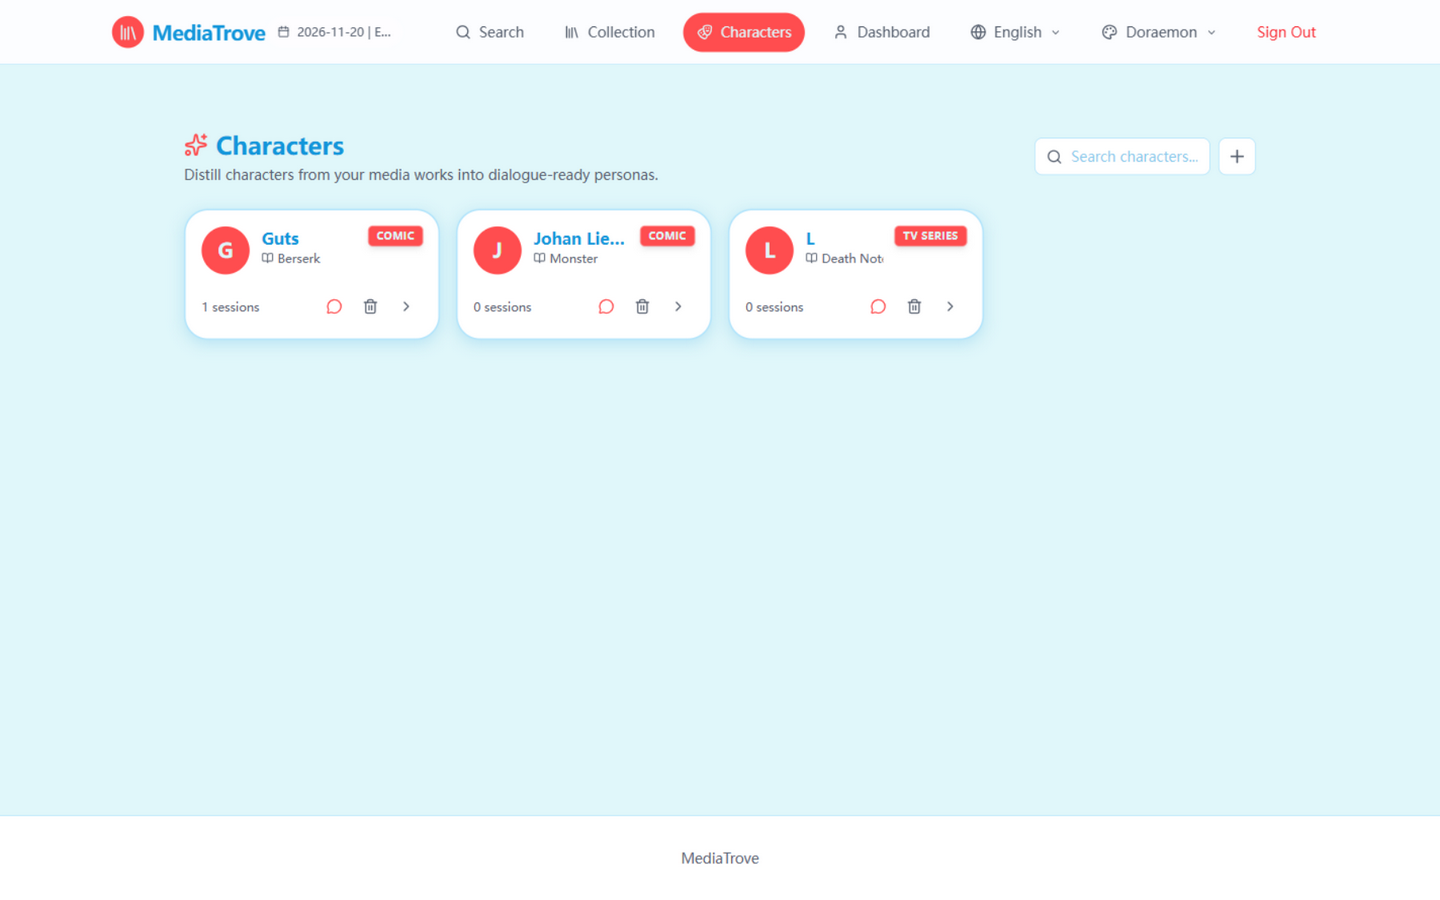 MediaTrove 2026-11-20 | E... Search Collection Characters Dashboard English Doraemon Sign Out
Characters
Distill characters from your media works into dialogue-ready personas.
Search characters...
G Guts COMIC
Berserk
1 sessions
J Johan Lie... COMIC
Monster
0 sessions
L L TV SERIES
Death Not
0 sessions
MediaTrove